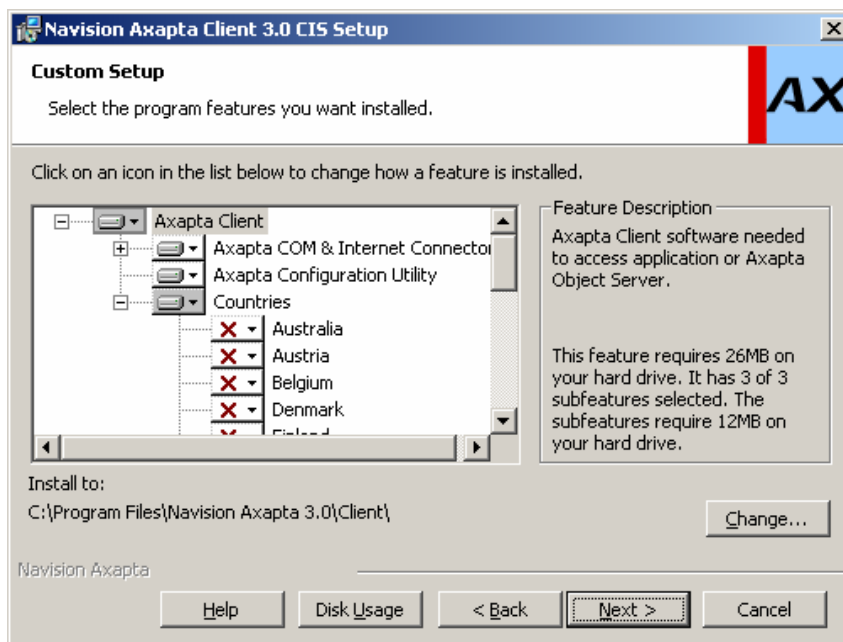 Navision Axapta Client 3.0 CIS Setup
Custom Setup
Select the program features you want installed.
AX
Click on an icon in the list below to change how a feature is installed.
Axapta Client
Axapta COM & Internet Connector
Axapta Configuration Utility
Countries
Australia
Austria
Belgium
Denmark
Finland
Feature Description
Axapta Client software needed
to access application or Axapta
Object Server.
This feature requires 26MB on
your hard drive. It has 3 of 3
subfeatures selected. The
subfeatures require 12MB on
your hard drive.
Install to:
C:\Program Files\Navision Axapta 3.0\Client\
Change...
Navision Axapta
Help
Disk Usage
< Back
Next >
Cancel